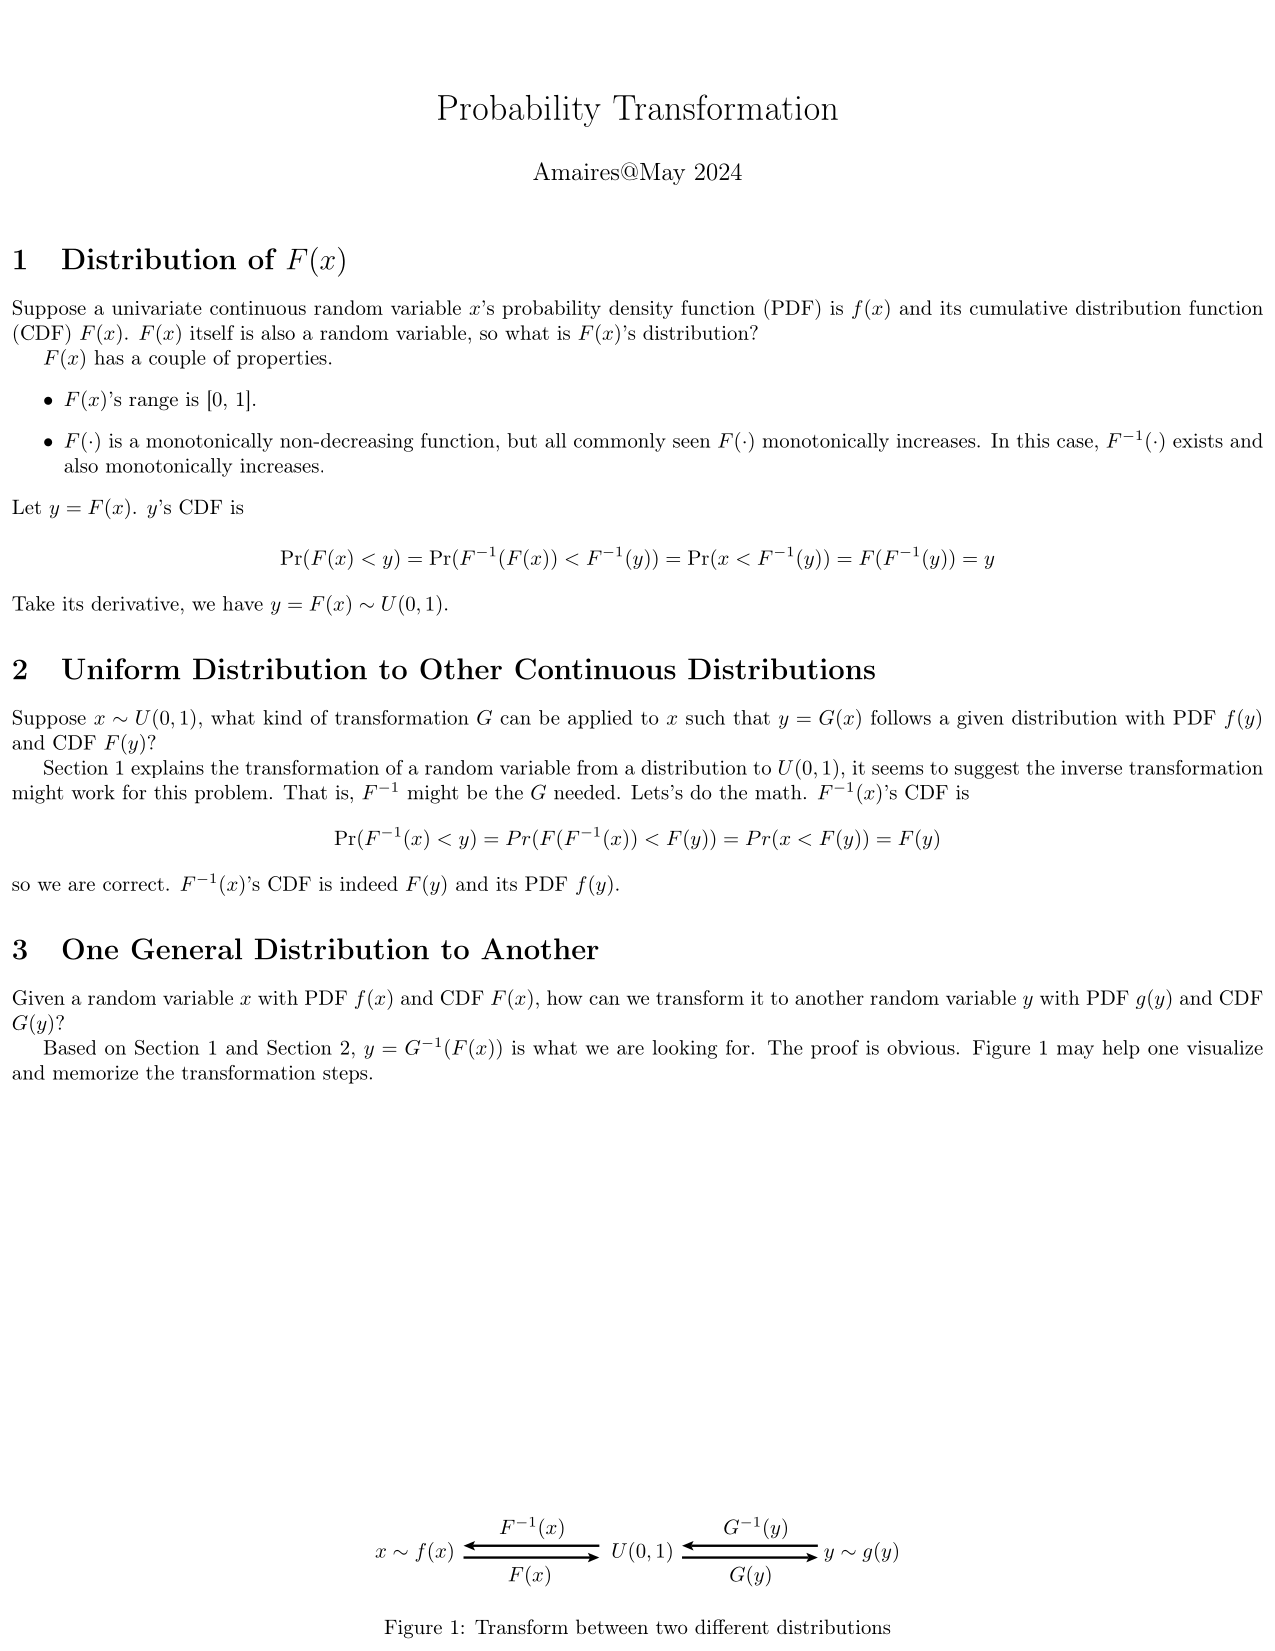 Probability Transformation
Amaires@May 2024
1 Distribution of F(x)
Suppose a univariate continuous random variable x's probability density function (PDF) is f(x) and its cumulative distribution function
(CDF) F(x). F(x) itself is also a random variable, so what is F(x)'s distribution?
F(x) has a couple of properties.
• F(x)'s range is [0, 1].
• F(·) is a monotonically non-decreasing function, but all commonly seen F(·) monotonically increases. In this case, F⁻¹(·) exists and
also monotonically increases.
Let y = F(x). y's CDF is
Pr(F(x) < y) = Pr(F⁻¹(F(x)) < F⁻¹(y)) = Pr(x < F⁻¹(y)) = F(F⁻¹(y)) = y
Take its derivative, we have y = F(x) ∼ U(0, 1).
2 Uniform Distribution to Other Continuous Distributions
Suppose x ∼ U(0, 1), what kind of transformation G can be applied to x such that y = G(x) follows a given distribution with PDF f(y)
and CDF F(y)?
Section 1 explains the transformation of a random variable from a distribution to U(0, 1), it seems to suggest the inverse transformation
might work for this problem. That is, F⁻¹ might be the G needed. Lets's do the math. F⁻¹(x)'s CDF is
Pr(F⁻¹(x) < y) = Pr(F(F⁻¹(x)) < F(y)) = Pr(x < F(y)) = F(y)
so we are correct. F⁻¹(x)'s CDF is indeed F(y) and its PDF f(y).
3 One General Distribution to Another
Given a random variable x with PDF f(x) and CDF F(x), how can we transform it to another random variable y with PDF g(y) and CDF
G(y)?
Based on Section 1 and Section 2, y = G⁻¹(F(x)) is what we are looking for. The proof is obvious. Figure 1 may help one visualize
and memorize the transformation steps.
F⁻¹(x) G⁻¹(y)
x ∼ f(x) U(0, 1) y ∼ g(y)
F(x) G(y)
Figure 1: Transform between two different distributions